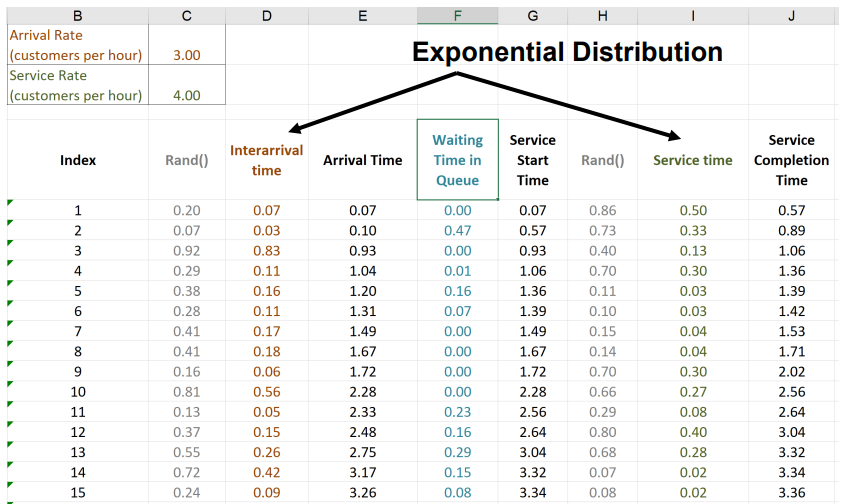 B C D E F G H I J
Arrival Rate
(customers per hour) 3.00
Exponential Distribution
Service Rate
(customers per hour) 4.00
Index Rand() Interarrival time Arrival Time Waiting Time in Queue Service Start Time Rand() Service time Service Completion Time
1 0.20 0.07 0.07 0.00 0.07 0.86 0.50 0.57
2 0.07 0.03 0.10 0.47 0.57 0.73 0.33 0.89
3 0.92 0.83 0.93 0.00 0.93 0.40 0.13 1.06
4 0.29 0.11 1.04 0.01 1.06 0.70 0.30 1.36
5 0.38 0.16 1.20 0.16 1.36 0.11 0.03 1.39
6 0.28 0.11 1.31 0.07 1.39 0.10 0.03 1.42
7 0.41 0.17 1.49 0.00 1.49 0.15 0.04 1.53
8 0.41 0.18 1.67 0.00 1.67 0.14 0.04 1.71
9 0.16 0.06 1.72 0.00 1.72 0.70 0.30 2.02
10 0.81 0.56 2.28 0.00 2.28 0.66 0.27 2.56
11 0.13 0.05 2.33 0.23 2.56 0.29 0.08 2.64
12 0.37 0.15 2.48 0.16 2.64 0.80 0.40 3.04
13 0.55 0.26 2.75 0.29 3.04 0.68 0.28 3.32
14 0.72 0.42 3.17 0.15 3.32 0.07 0.02 3.34
15 0.24 0.09 3.26 0.08 3.34 0.08 0.02 3.36